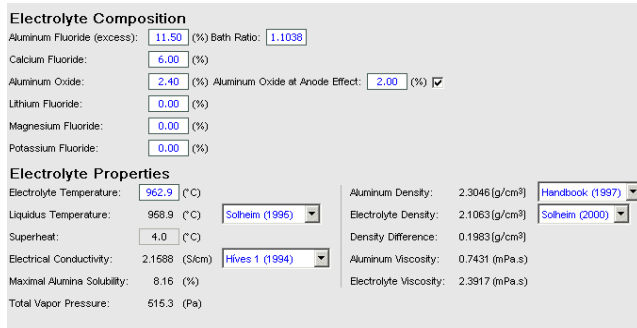 Electrolyte Composition
Aluminum Fluoride (excess): 11.50 (%) Bath Ratio: 1.1038
Calcium Fluoride: 6.00 (%)
Aluminum Oxide: 2.40 (%) Aluminum Oxide at Anode Effect: 2.00 (%)
Lithium Fluoride: 0.00 (%)
Magnesium Fluoride: 0.00 (%)
Potassium Fluoride: 0.00 (%)
Electrolyte Properties
Electrolyte Temperature: 962.9 (°C) Aluminum Density: 2.3046 (g/cm³) Handbook (1997)
Liquidus Temperature: 958.9 (°C) Solheim (1995) Electrolyte Density: 2.1063 (g/cm³) Solheim (2000)
Superheat: 4.0 (°C) Density Difference: 0.1983 (g/cm³)
Electrical Conductivity: 2.1588 (S/cm) Híves 1 (1994) Aluminum Viscosity: 0.7431 (mPa.s)
Maximal Alumina Solubility: 8.16 (%) Electrolyte Viscosity: 2.3917 (mPa.s)
Total Vapor Pressure: 515.3 (Pa)